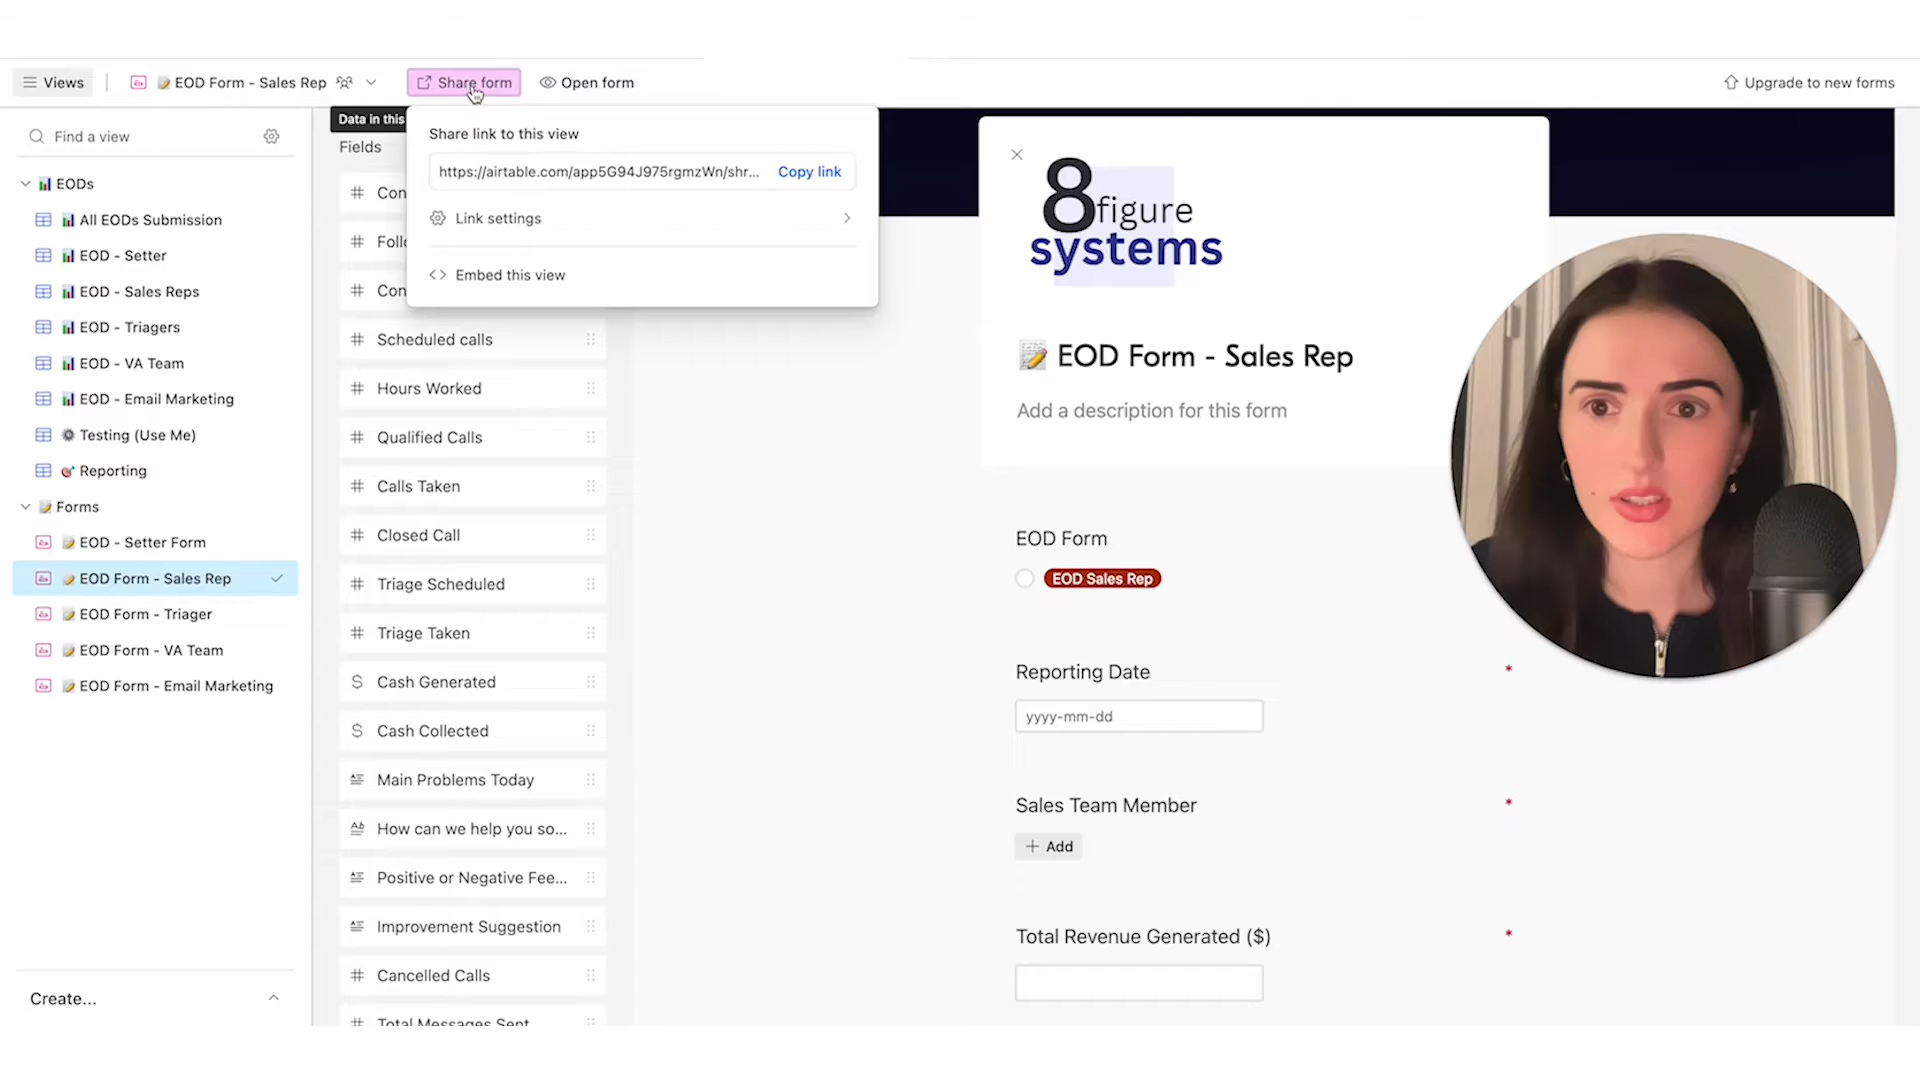 Views
EOD Form - Sales Rep
Share form
Open form
Upgrade to new forms
Find a view
EODs
All EODs Submission
EOD - Setter
EOD - Sales Reps
EOD - Triagers
EOD - VA Team
EOD - Email Marketing
Testing (Use Me)
Reporting
Forms
EOD - Setter Form
EOD Form - Sales Rep
EOD Form - Triager
EOD Form - VA Team
EOD Form - Email Marketing
Create...
Data in this
Fields
Con
Follo
Con
Scheduled calls
Hours Worked
Qualified Calls
Calls Taken
Closed Call
Triage Scheduled
Triage Taken
Cash Generated
Cash Collected
Main Problems Today
How can we help you so...
Positive or Negative Fee...
Improvement Suggestion
Cancelled Calls
Total Messages Sent
Share link to this view
https://airtable.com/app5G94J975rgmzWn/shr... Copy link
Link settings
Embed this view
8figure
systems
EOD Form - Sales Rep
Add a description for this form
EOD Form
EOD Sales Rep
Reporting Date *
yyyy-mm-dd
Sales Team Member *
+ Add
Total Revenue Generated ($) *